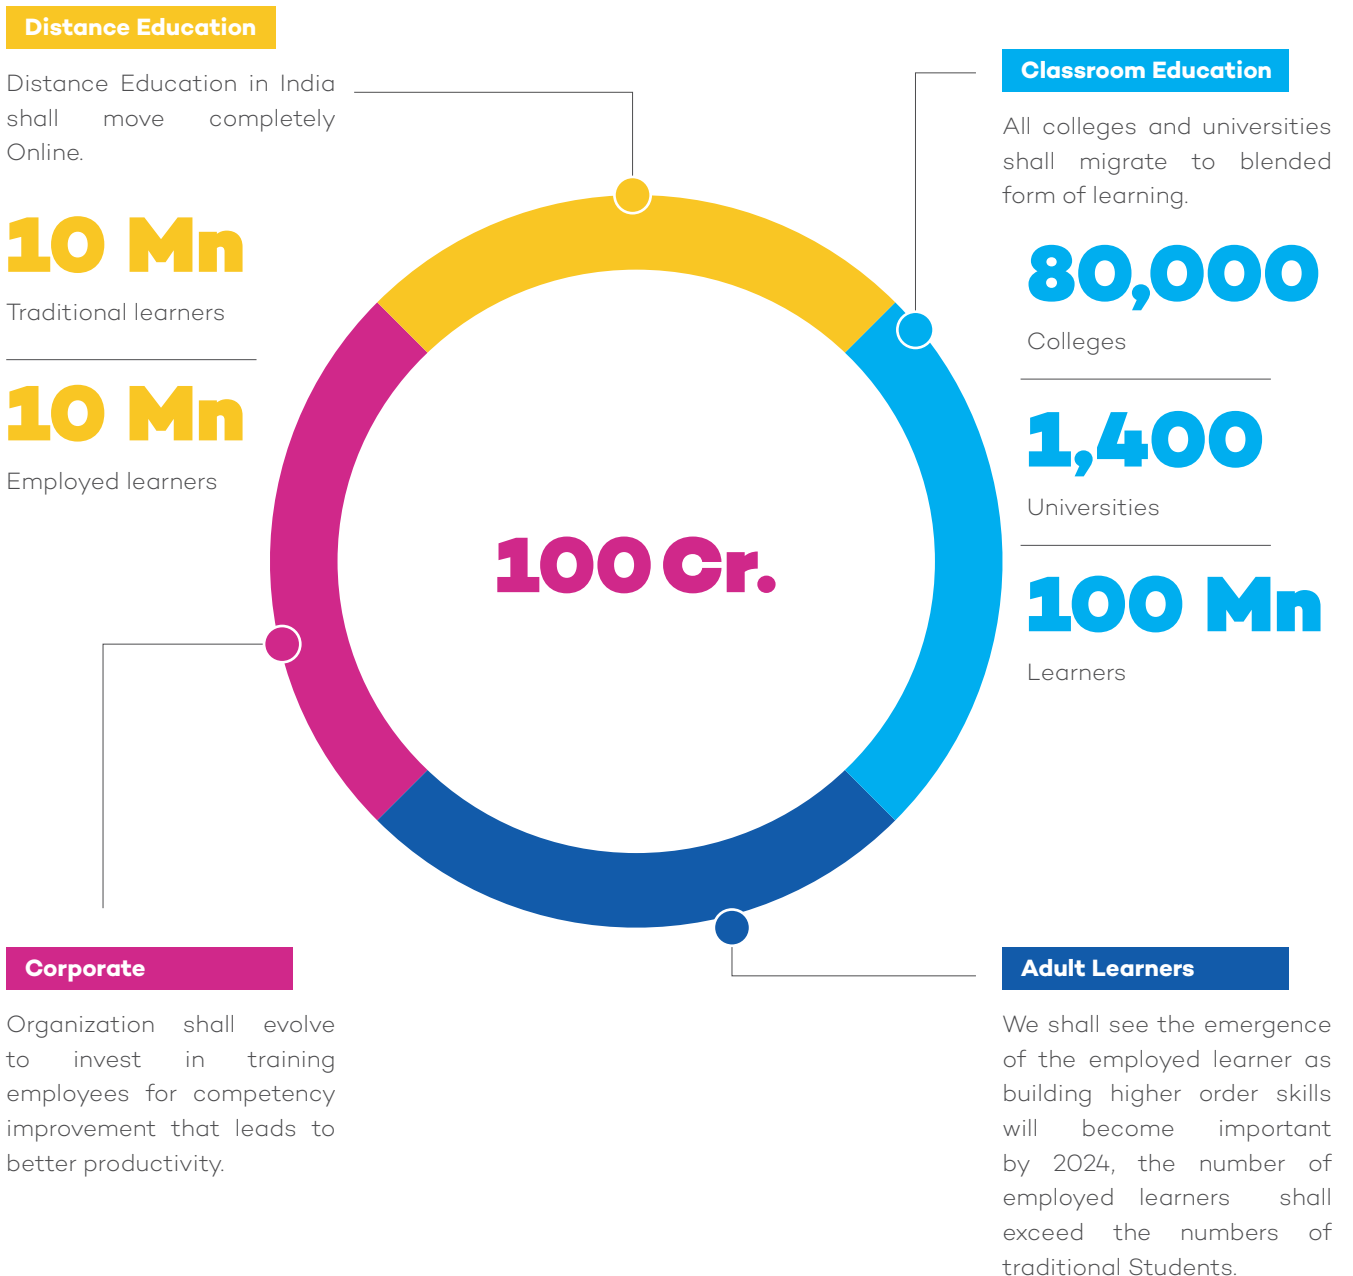 Distance Education
Distance Education in India
shall move completely
Online.
10 Mn
Traditional learners
10 Mn
Employed learners
Classroom Education
All colleges and universities
shall migrate to blended
form of learning.
80,000
Colleges
1,400
Universities
100 Mn
Learners
100 Cr.
Corporate
Organization shall evolve
to invest in training
employees for competency
improvement that leads to
better productivity.
Adult Learners
We shall see the emergence
of the employed learner as
building higher order skills
will become important
by 2024, the number of
employed learners shall
exceed the numbers of
traditional Students.